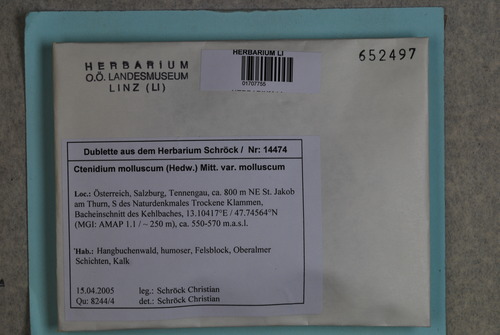 HERBARIUM
O.Ö. LANDESMUSEUM
LINZ (LI)
HERBARIUM LI
01707755
652497
Dublette aus dem Herbarium Schröck / Nr: 14474
Ctenidium molluscum (Hedw.) Mitt. var. molluscum
Loc.: Österreich, Salzburg, Tennengau, ca. 800 m NE St. Jakob
am Thurn, S des Naturdenkmales Trockene Klammen,
Bacheinschnitt des Kehlbaches, 13.10417°E / 47.74564°N
(MGI: AMAP 1.1 / ~ 250 m), ca. 550-570 m.a.s.l.
Hab.: Hangbuchenwald, humoser, Felsblock, Oberalmer
Schichten, Kalk
15.04.2005 leg.: Schröck Christian
Qu: 8244/4 det.: Schröck Christian